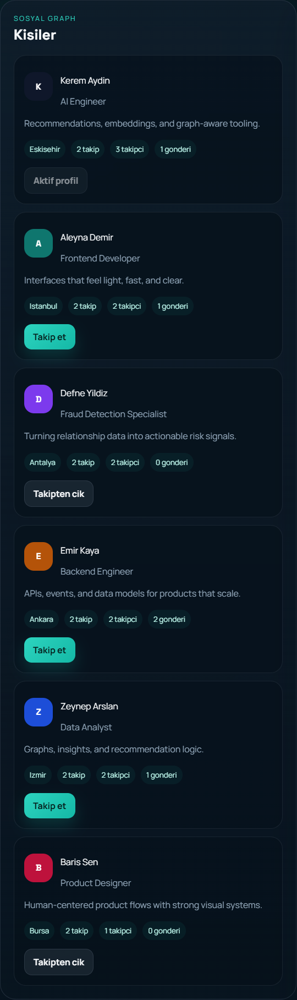 SOSYAL GRAPH
Kisiler
K
Kerem Aydin
AI Engineer
Recommendations, embeddings, and graph-aware tooling.
Eskisehir 2 takip 3 takipci 1 gonderi
Aktif profil
A
Aleyna Demir
Frontend Developer
Interfaces that feel light, fast, and clear.
Istanbul 2 takip 2 takipci 1 gonderi
Takip et
D
Defne Yildiz
Fraud Detection Specialist
Turning relationship data into actionable risk signals.
Antalya 2 takip 2 takipci 0 gonderi
Takipten cik
E
Emir Kaya
Backend Engineer
APIs, events, and data models for products that scale.
Ankara 2 takip 2 takipci 2 gonderi
Takip et
Z
Zeynep Arslan
Data Analyst
Graphs, insights, and recommendation logic.
Izmir 2 takip 2 takipci 1 gonderi
Takip et
B
Baris Sen
Product Designer
Human-centered product flows with strong visual systems.
Bursa 2 takip 1 takipci 0 gonderi
Takipten cik